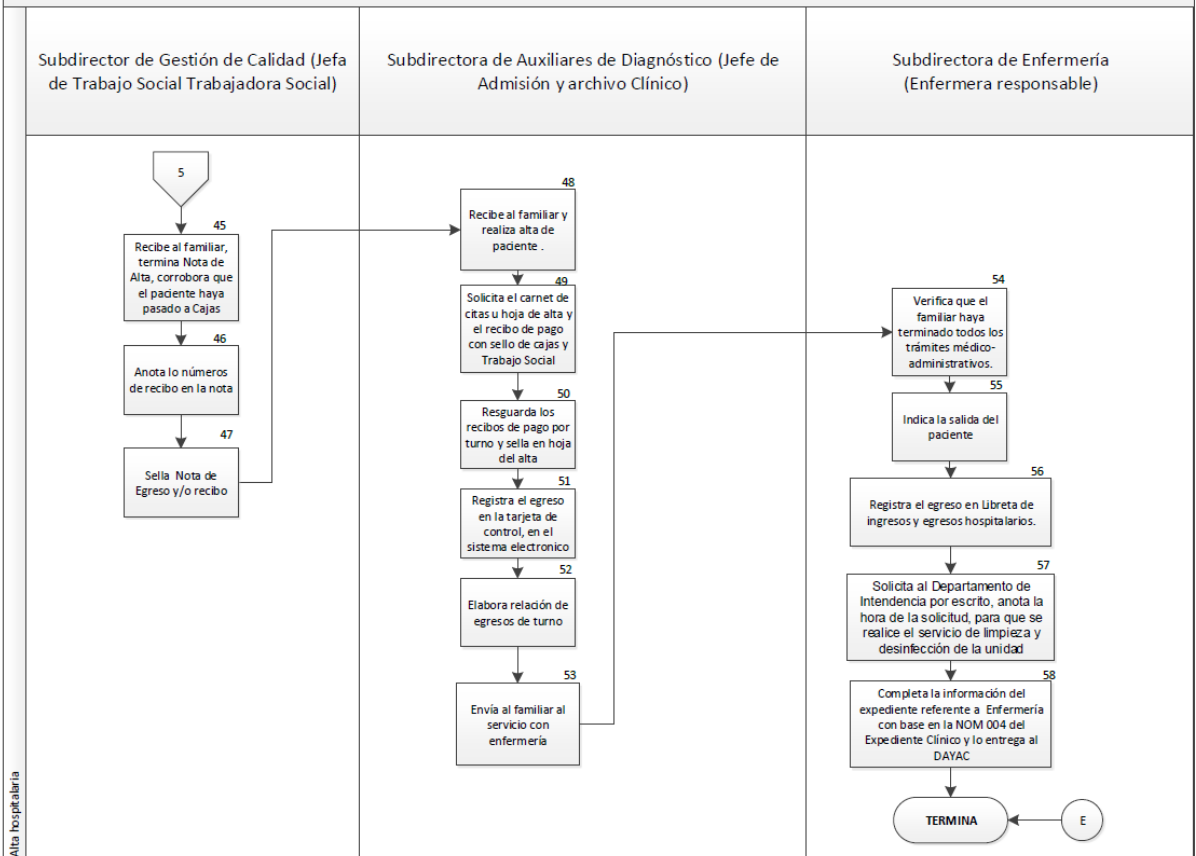 Subdirector de Gestión de Calidad (Jefa
de Trabajo Social Trabajadora Social)
Subdirectora de Auxiliares de Diagnóstico (Jefe de
Admisión y archivo Clínico)
Subdirectora de Enfermería
(Enfermera responsable)
5
45
Recibe al familiar,
termina Nota de
Alta, corrobora que
el paciente haya
pasado a Cajas
46
Anota lo números
de recibo en la nota
47
Sella Nota de
Egreso y/o recibo
48
Recibe al familiar y
realiza alta de
paciente .
49
Solicita el carnet de
citas u hoja de alta y
el recibo de pago
con sello de cajas y
Trabajo Social
50
Resguarda los
recibos de pago por
turno y sella en hoja
del alta
51
Registra el egreso
en la tarjeta de
control, en el
sistema electronico
52
Elabora relación de
egresos de turno
53
Envía al familiar al
servicio con
enfermería
54
Verifica que el
familiar haya
terminado todos los
trámites médico-
administrativos.
55
Indica la salida del
paciente
56
Registra el egreso en Libreta de
ingresos y egresos hospitalarios.
57
Solicita al Departamento de
Intendencia por escrito, anota la
hora de la solicitud, para que se
realice el servicio de limpieza y
desinfección de la unidad
58
Completa la información del
expediente referente a Enfermería
con base en la NOM 004 del
Expediente Clínico y lo entrega al
DAYAC
TERMINA
E
Alta hospitalaria